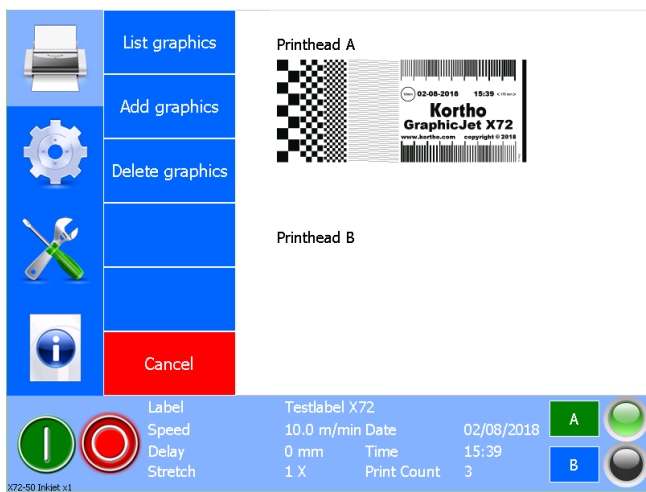 List graphics
Add graphics
Delete graphics
Cancel
Printhead A
02-08-2018 15:39
Kortho
GraphicJet X72
www.kortho.com copyright © 2018
Printhead B
Label Testlabel X72
Speed 10.0 m/min Date 02/08/2018
Delay 0 mm Time 15:39
Stretch 1 X Print Count 3
A
B
X72-50 Inkjet x1